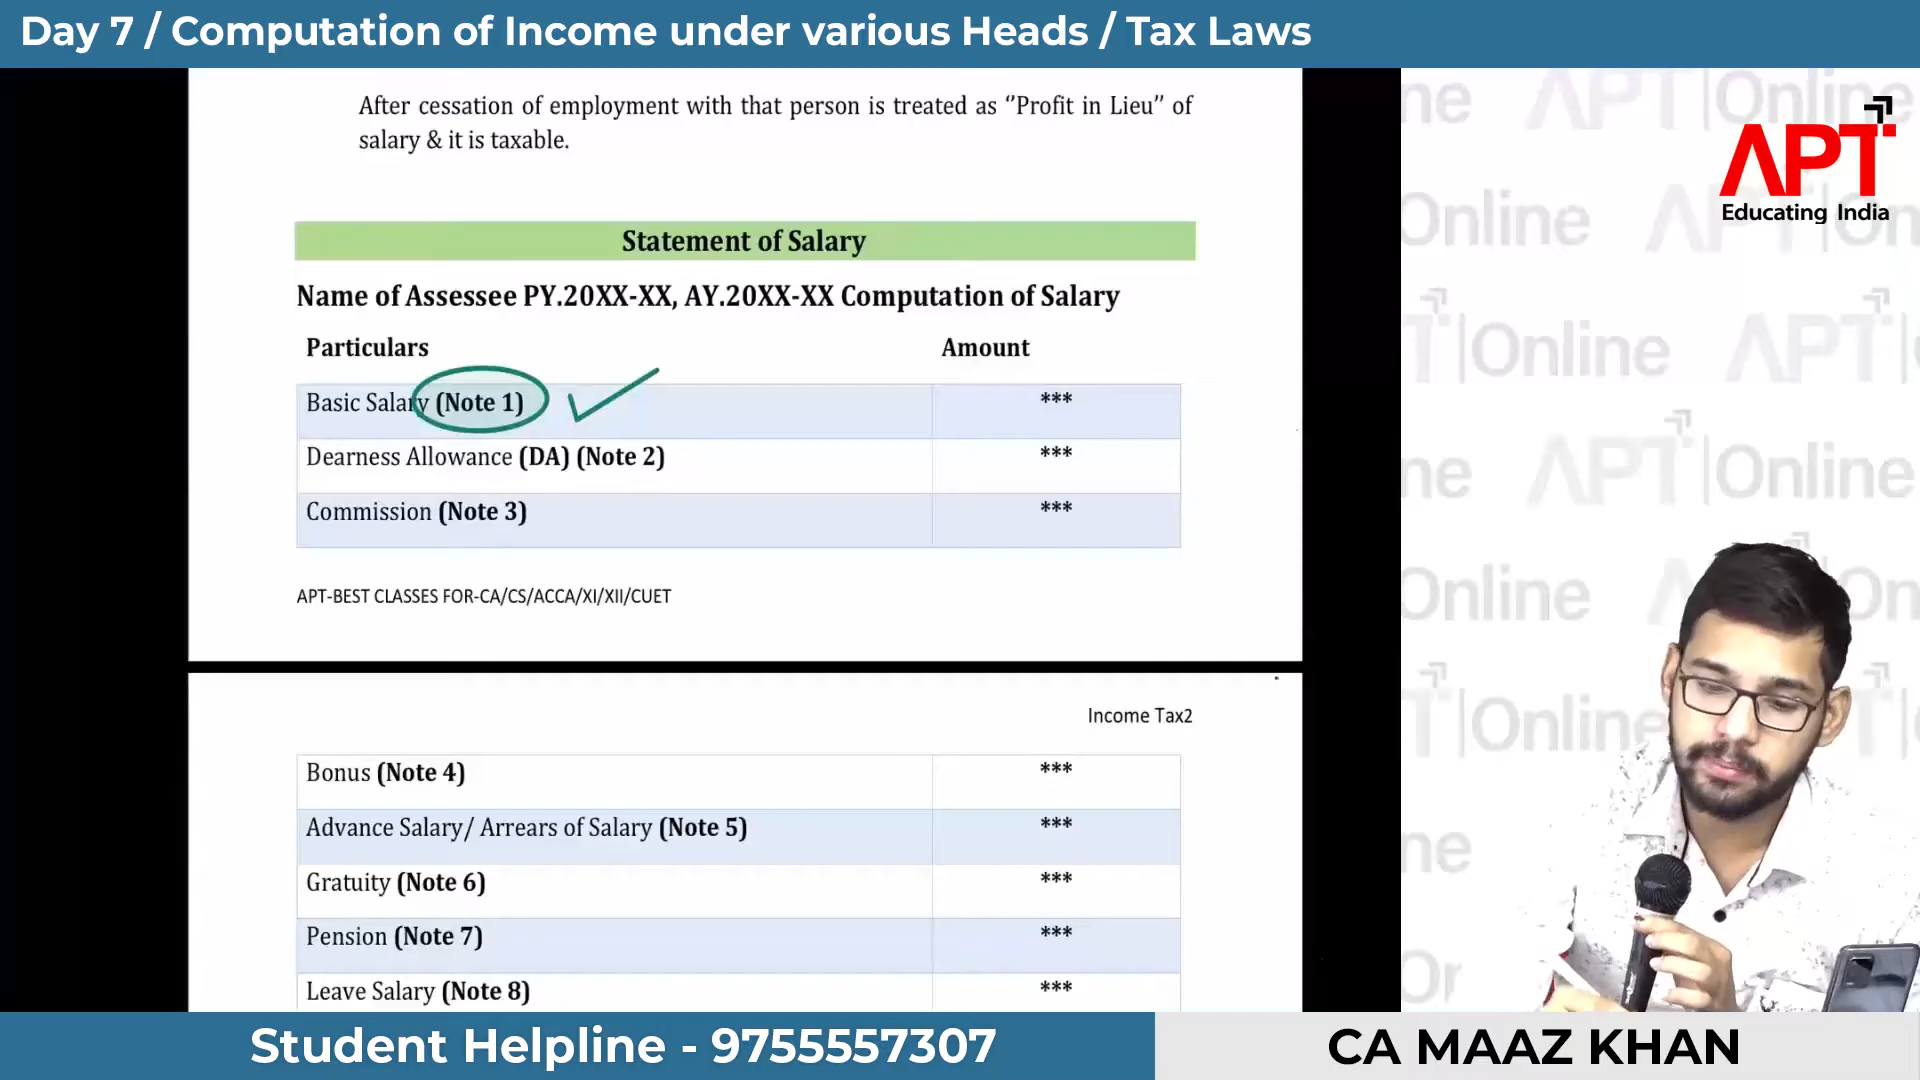 Day 7 / Computation of Income under various Heads / Tax Laws
After cessation of employment with that person is treated as “Profit in Lieu” of
salary & it is taxable.
Statement of Salary
Name of Assessee PY.20XX-XX, AY.20XX-XX Computation of Salary
Particulars Amount
Basic Salary (Note 1) ***
Dearness Allowance (DA) (Note 2) ***
Commission (Note 3) ***
APT-BEST CLASSES FOR-CA/CS/ACCA/XI/XII/CUET
Income Tax2
Bonus (Note 4) ***
Advance Salary/ Arrears of Salary (Note 5) ***
Gratuity (Note 6) ***
Pension (Note 7) ***
Leave Salary (Note 8) ***
APT
Educating India
APT|Online
Student Helpline - 9755557307
CA MAAZ KHAN